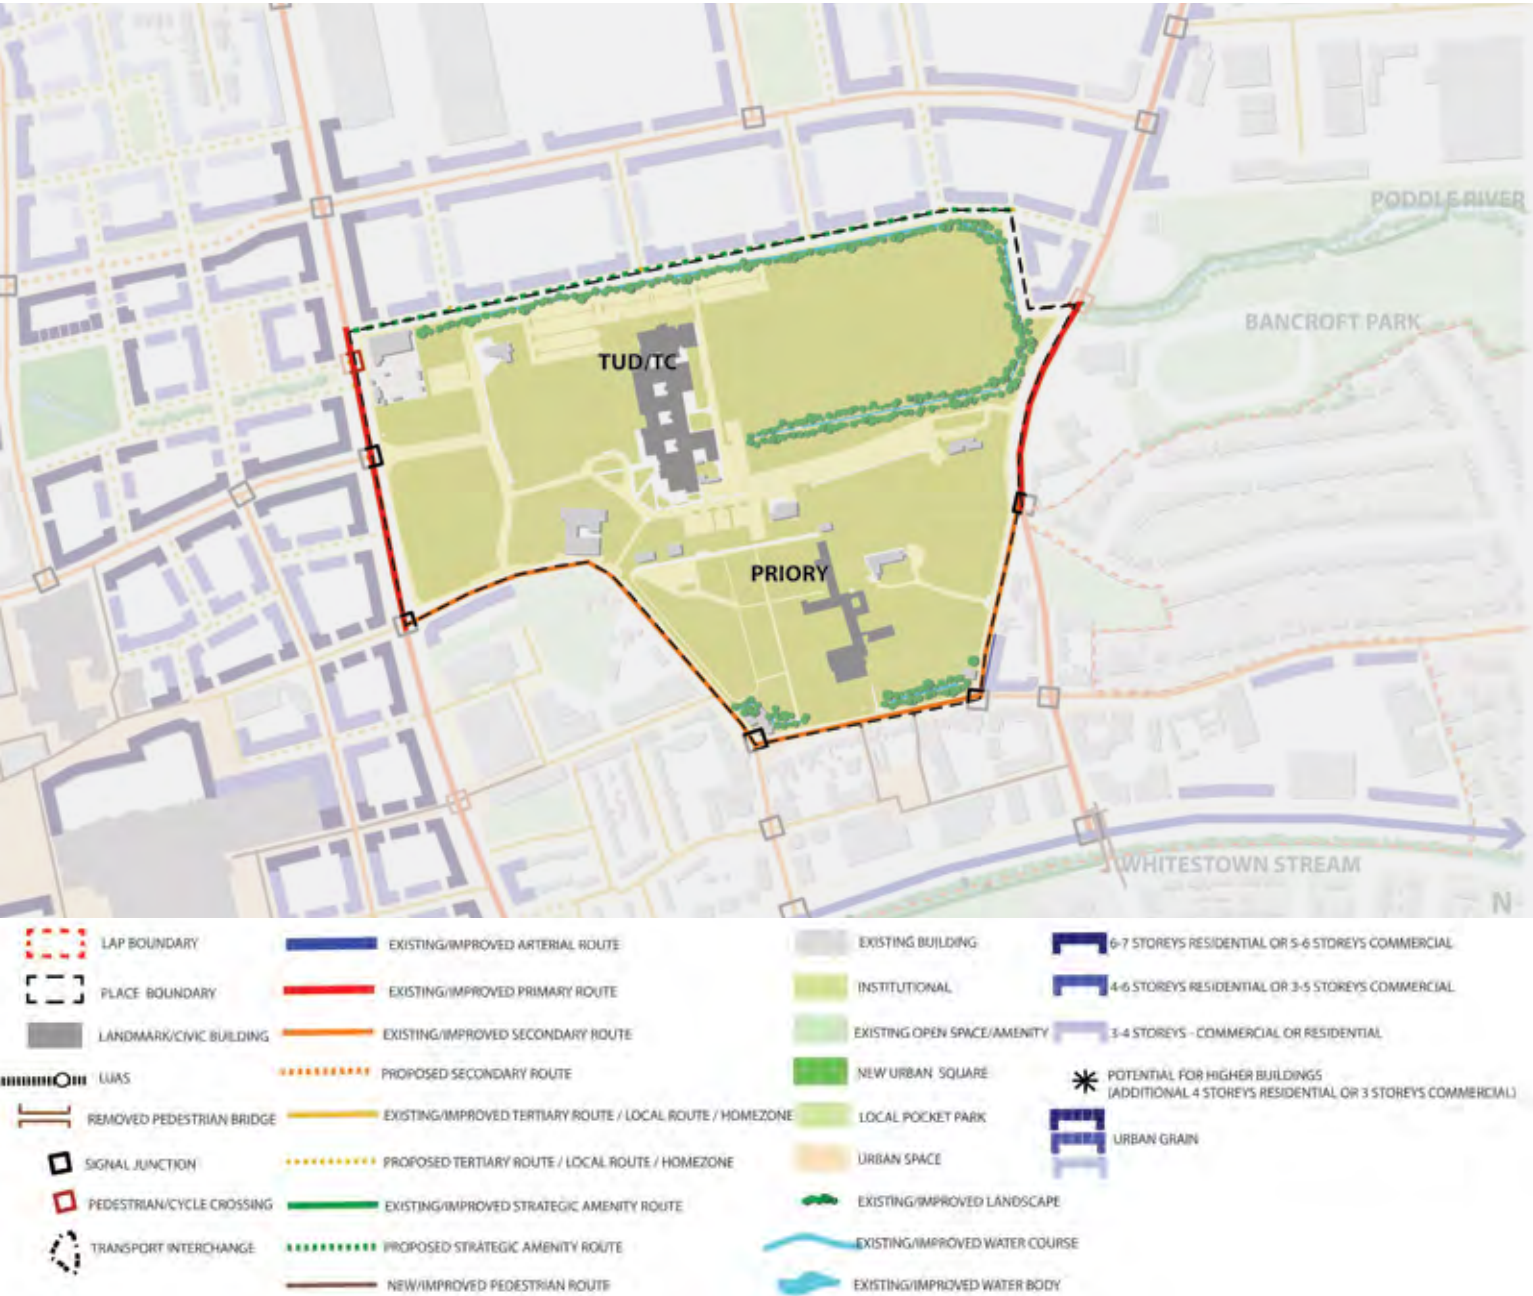 PODDLE RIVER
BANCROFT PARK
TUD/TC
PRIORY
WHITESTOWN STREAM
N
LAP BOUNDARY
PLACE BOUNDARY
LANDMARK/CIVIC BUILDING
LUAS
REMOVED PEDESTRIAN BRIDGE
SIGNAL JUNCTION
PEDESTRIAN/CYCLE CROSSING
TRANSPORT INTERCHANGE
EXISTING/IMPROVED ARTERIAL ROUTE
EXISTING/IMPROVED PRIMARY ROUTE
EXISTING/IMPROVED SECONDARY ROUTE
PROPOSED SECONDARY ROUTE
EXISTING/IMPROVED TERTIARY ROUTE / LOCAL ROUTE / HOMEZONE
PROPOSED TERTIARY ROUTE / LOCAL ROUTE / HOMEZONE
EXISTING/IMPROVED STRATEGIC AMENITY ROUTE
PROPOSED STRATEGIC AMENITY ROUTE
NEW/IMPROVED PEDESTRIAN ROUTE
EXISTING BUILDING
INSTITUTIONAL
EXISTING OPEN SPACE/AMENITY
NEW URBAN SQUARE
LOCAL POCKET PARK
URBAN SPACE
EXISTING/IMPROVED LANDSCAPE
EXISTING/IMPROVED WATER COURSE
EXISTING/IMPROVED WATER BODY
6-7 STOREYS RESIDENTIAL OR 5-6 STOREYS COMMERCIAL
4-6 STOREYS RESIDENTIAL OR 3-5 STOREYS COMMERCIAL
3-4 STOREYS - COMMERCIAL OR RESIDENTIAL
POTENTIAL FOR HIGHER BUILDINGS
(ADDITIONAL 4 STOREYS RESIDENTIAL OR 3 STOREYS COMMERCIAL)
URBAN GRAIN